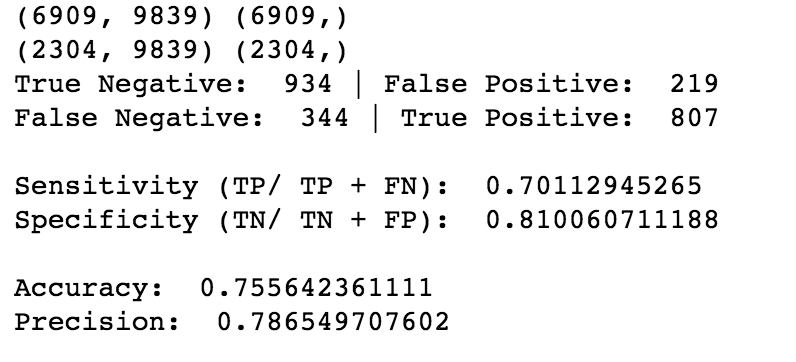 (6909, 9839) (6909,)
(2304, 9839) (2304,)
True Negative:  934 | False Positive:  219
False Negative:  344 | True Positive:  807
Sensitivity (TP/ TP + FN):  0.70112945265
Specificity (TN/ TN + FP):  0.810060711188
Accuracy:  0.755642361111
Precision:  0.786549707602